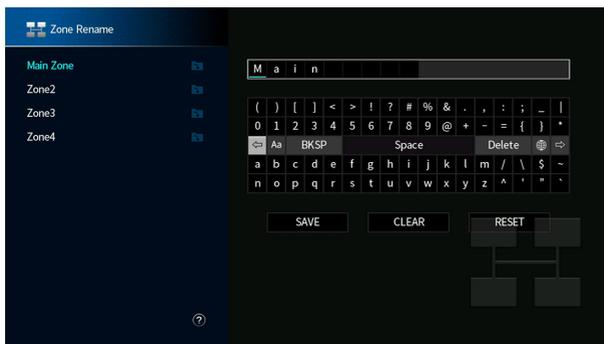 Zone Rename
Main Zone
Zone2
Zone3
Zone4
Main
( ) [ ] < > ! ? # % & . , : ; _ |
0 1 2 3 4 5 6 7 8 9 @ + - = { } *
⇦ Aa BKSP Space Delete ⇨
a b c d e f g h i j k l m / \ $ ~
n o p q r s t u v w x y z ^ ' " `
SAVE CLEAR RESET
?